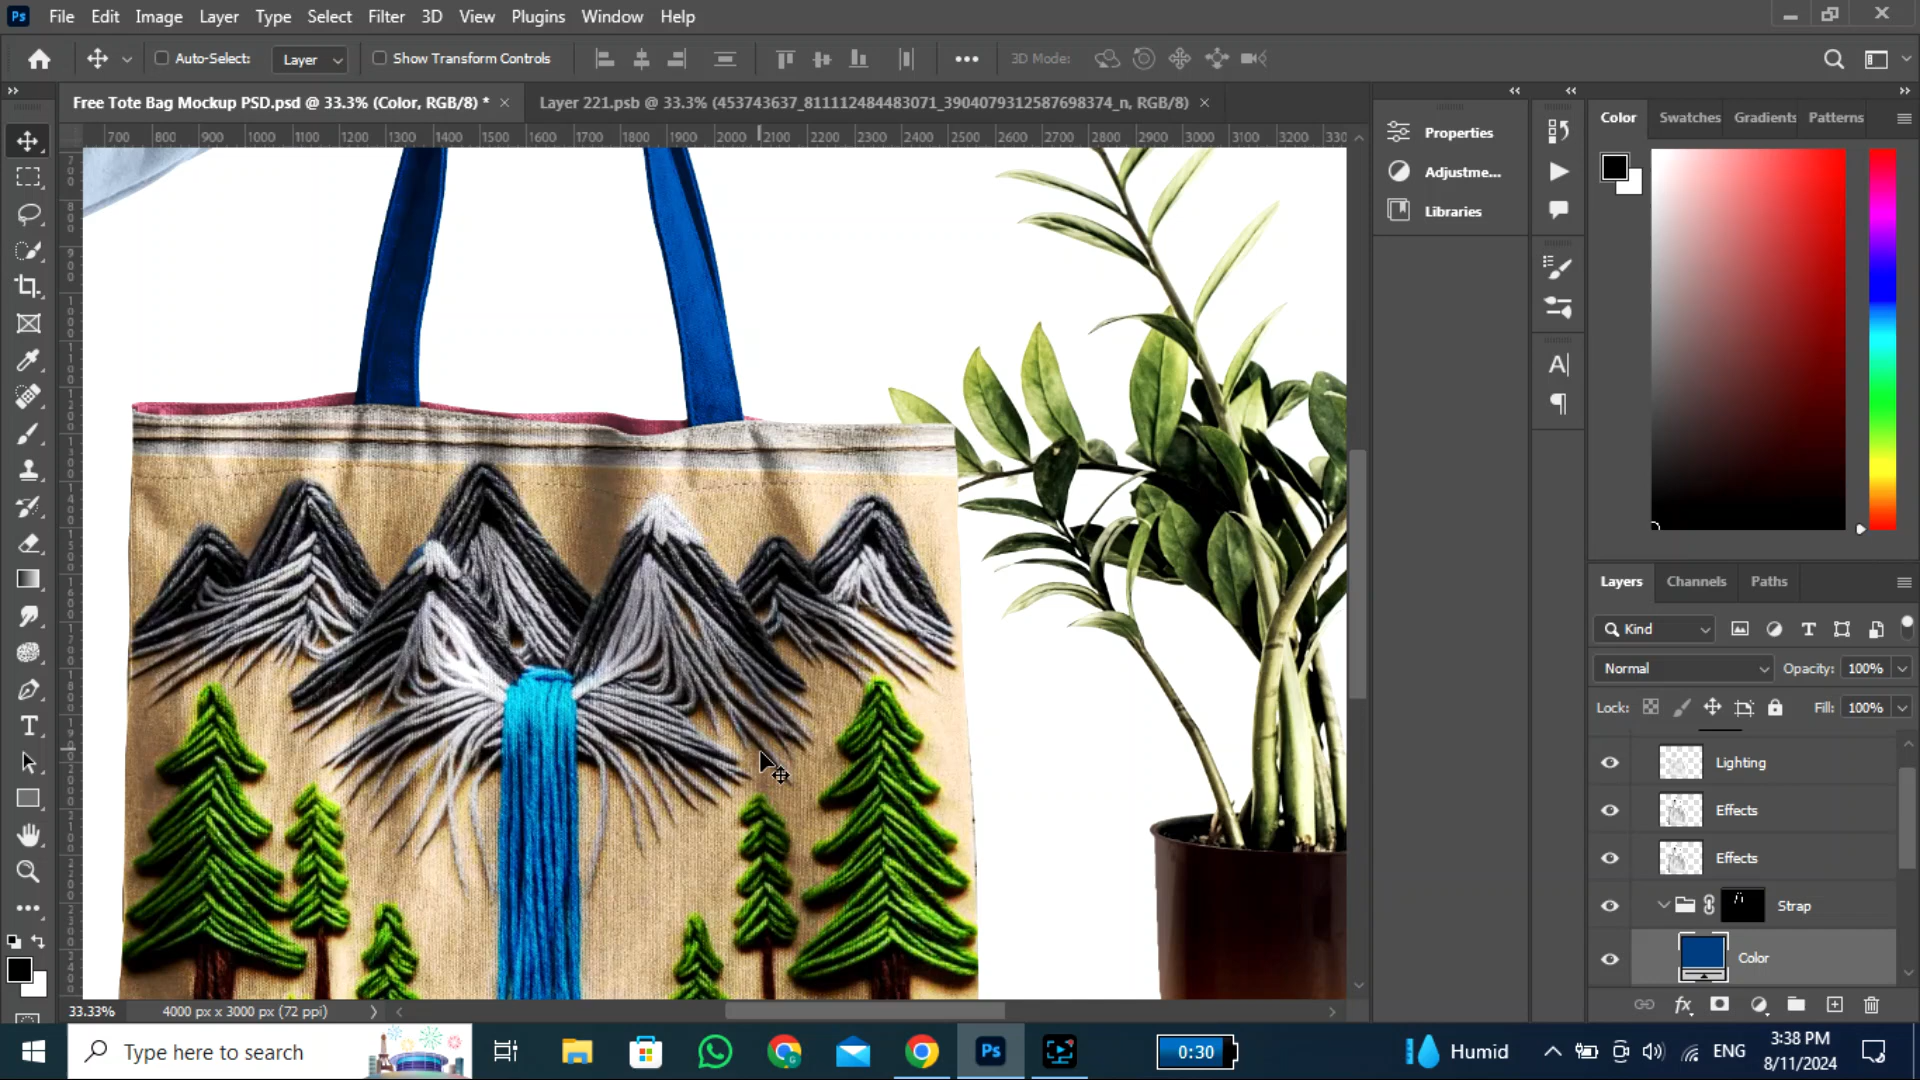 Ps File Edit Image Layer Type Select Filter 3D View Plugins Window Help
Auto-Select: Layer Show Transform Controls 3D Mode:
Free Tote Bag Mockup PSD.psd @ 33.3% (Color, RGB/8) * Layer 221.psb @ 33.3% (453743637_811112484483071_3904079312587698374_n, RGB/8)
700 800 900 1000 1100 1200 1300 1400 1500 1600 1700 1800 1900 2000 2100 2200 2300 2400 2500 2600 2700 2800 2900 3000 3100 3200
Properties
Adjustme...
Libraries
Color Swatches Gradients Patterns
Layers Channels Paths
Kind
Normal Opacity: 100%
Lock: Fill: 100%
Lighting
Effects
Effects
Strap
Color
33.33% 4000 px x 3000 px (72 ppi)
Type here to search
Ps
0:30
Humid
ENG
3:38 PM
8/11/2024